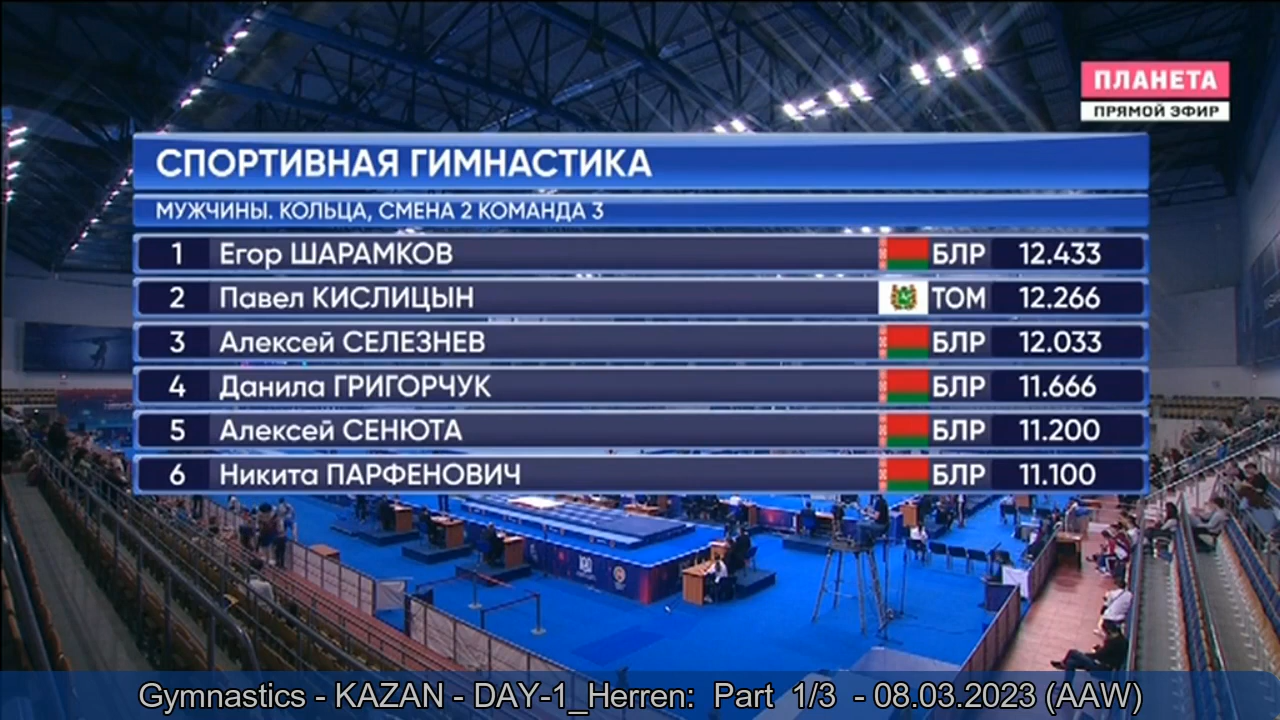 ПЛАНЕТА
ПРЯМОЙ ЭФИР
СПОРТИВНАЯ ГИМНАСТИКА
МУЖЧИНЫ. КОЛЬЦА, СМЕНА 2 КОМАНДА 3
1 Егор ШАРАМКОВ БЛР 12.433
2 Павел КИСЛИЦЫН ТОМ 12.266
3 Алексей СЕЛЕЗНЕВ БЛР 12.033
4 Данила ГРИГОРЧУК БЛР 11.666
5 Алексей СЕНЮТА БЛР 11.200
6 Никита ПАРФЕНОВИЧ БЛР 11.100
Gymnastics - KAZAN - DAY-1_Herren: Part 1/3 - 08.03.2023 (AAW)